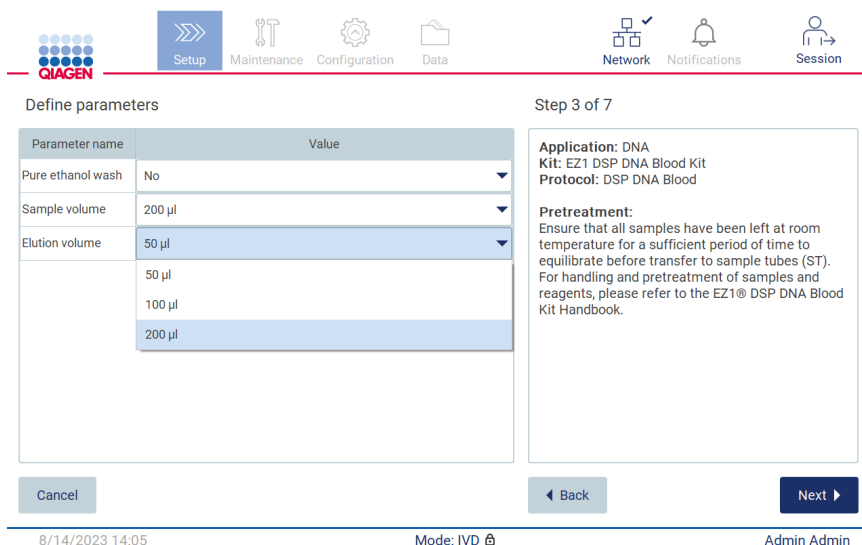 QIAGEN
Setup
Maintenance
Configuration
Data
Network
Notifications
Session
Define parameters
Step 3 of 7
Parameter name
Value
Pure ethanol wash
No
Sample volume
200 µl
Elution volume
50 µl
50 µl
100 µl
200 µl
Application: DNA
Kit: EZ1 DSP DNA Blood Kit
Protocol: DSP DNA Blood
Pretreatment:
Ensure that all samples have been left at room
temperature for a sufficient period of time to
equilibrate before transfer to sample tubes (ST).
For handling and pretreatment of samples and
reagents, please refer to the EZ1® DSP DNA Blood
Kit Handbook.
Cancel
Back
Next
8/14/2023 14:05
Mode: IVD
Admin Admin